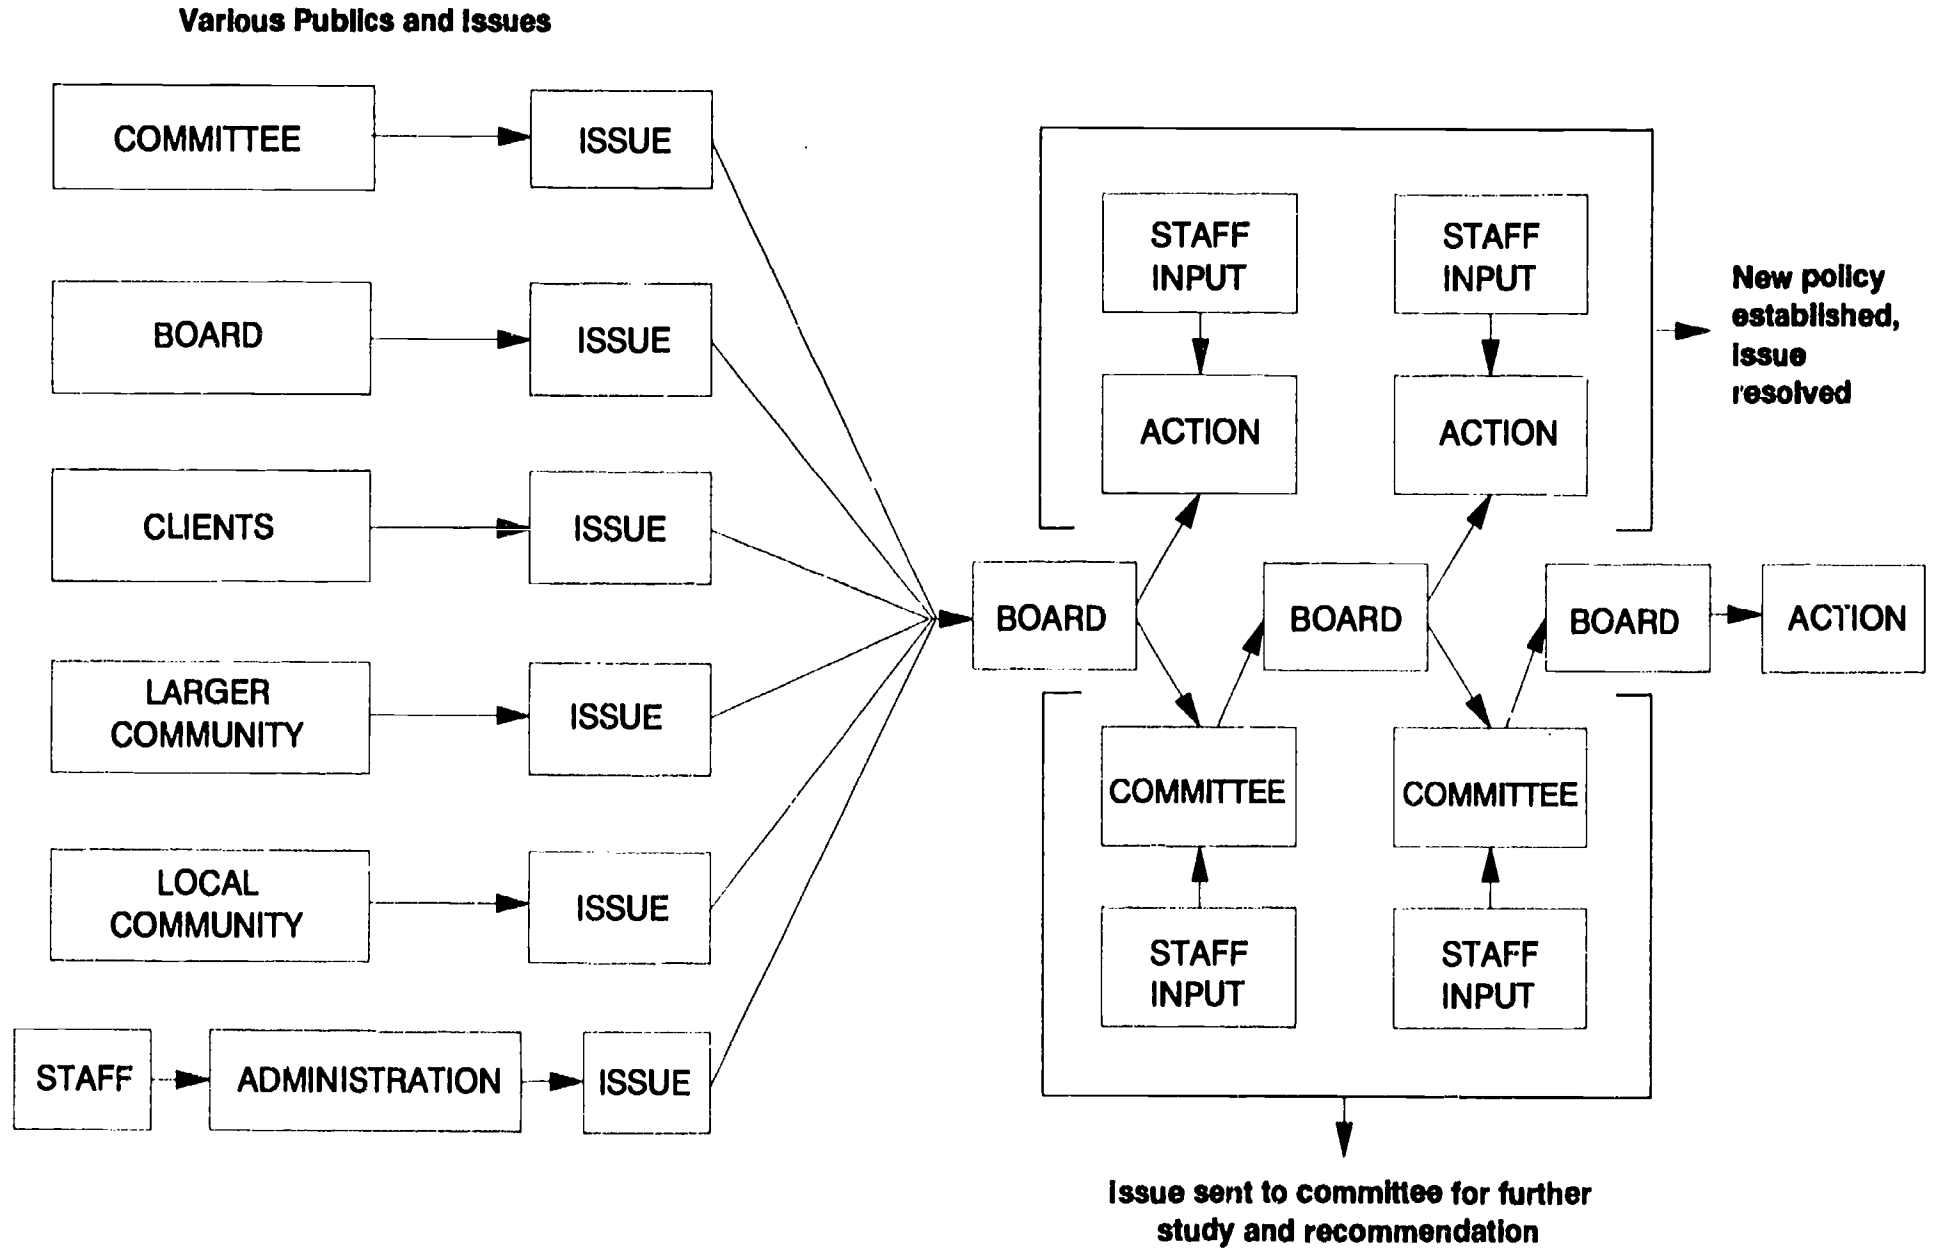 Various Publics and Issues
COMMITTEE
ISSUE
BOARD
ISSUE
CLIENTS
ISSUE
LARGER
COMMUNITY
ISSUE
LOCAL
COMMUNITY
ISSUE
STAFF
ADMINISTRATION
ISSUE
STAFF
INPUT
STAFF
INPUT
ACTION
ACTION
New policy
established,
issue
resolved
BOARD
BOARD
BOARD
ACTION
COMMITTEE
COMMITTEE
STAFF
INPUT
STAFF
INPUT
Issue sent to committee for further
study and recommendation